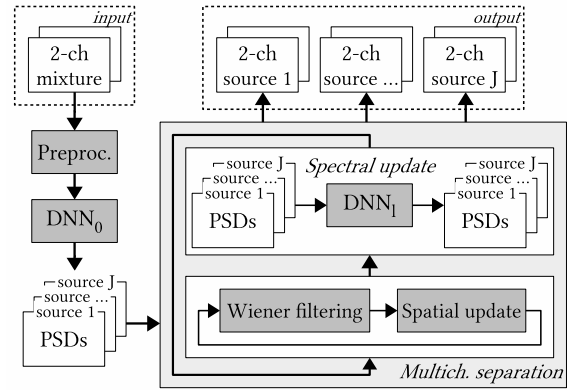 input
2-ch
mixture
output
2-ch
source 1
2-ch
source ...
2-ch
source J
Preproc.
DNN0
source J
source ...
source 1
PSDs
source J
source ...
source 1
PSDs
Spectral update
DNNl
source J
source ...
source 1
PSDs
Wiener filtering
Spatial update
Multich. separation